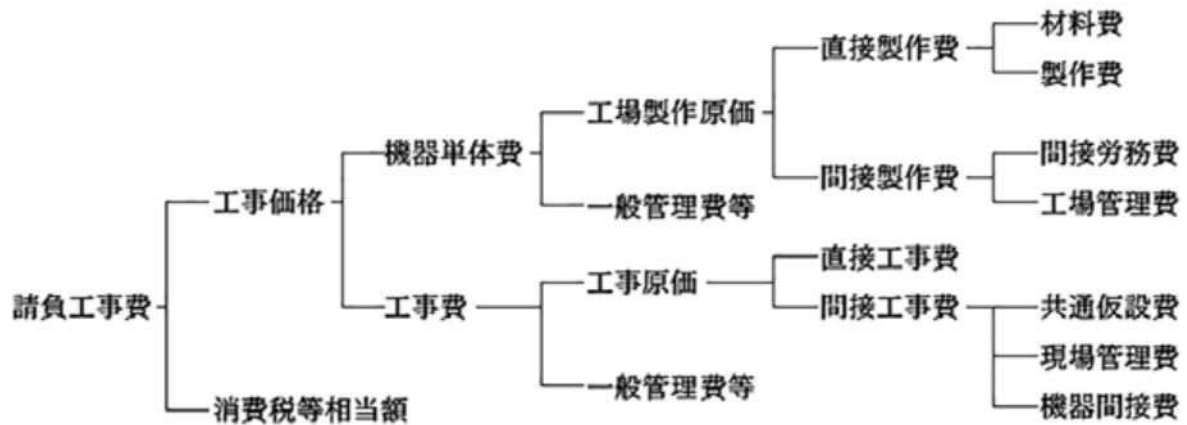 材料費
直接製作費
製作費
工場製作原価
機器単体費
間接労務費
間接製作費
工場管理費
工事価格
一般管理費等
直接工事費
工事原価
請負工事費
工事費
間接工事費
共通仮設費
現場管理費
一般管理費等
機器間接費
消費税等相当額